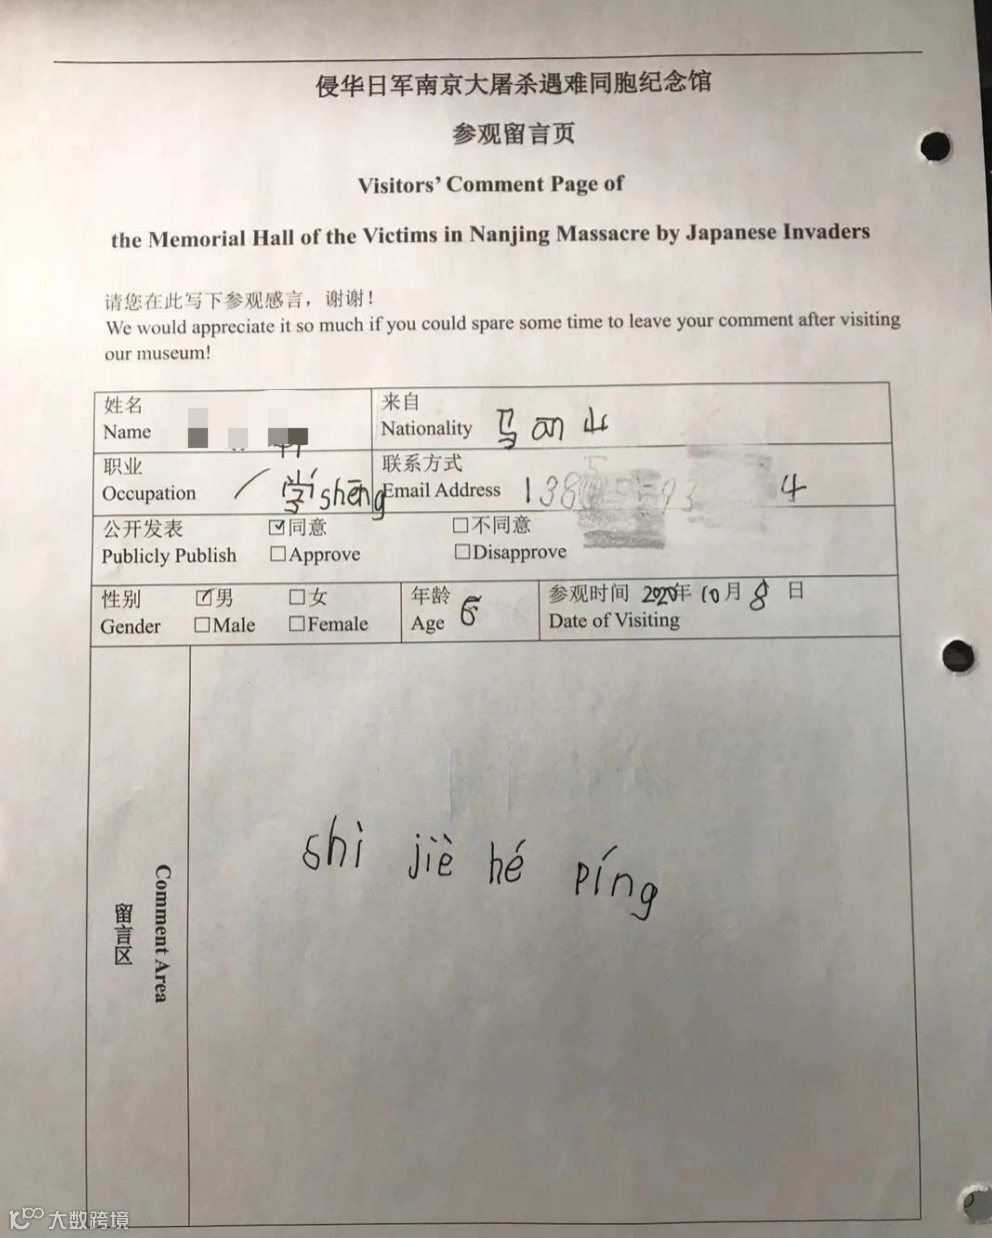 侵华日军南京大屠杀遇难同胞纪念馆
参观留言页
Visitors' Comment Page of
the Memorial Hall of the Victims in Nanjing Massacre by Japanese Invaders
请您在此写下参观感言，谢谢！
We would appreciate it so much if you could spare some time to leave your comment after visiting
our museum!
姓名
Name
来自
Nationality 马 山
职业
Occupation 学shēng
联系方式
Email Address 138 4
公开发表 ☑同意 □不同意
Publicly Publish □Approve □Disapprove
性别 ☑男 □女
Gender □Male □Female
年龄
Age 6
参观时间 2020年10月8日
Date of Visiting
留言区
Comment Area
shì jiè hé píng
大数跨境